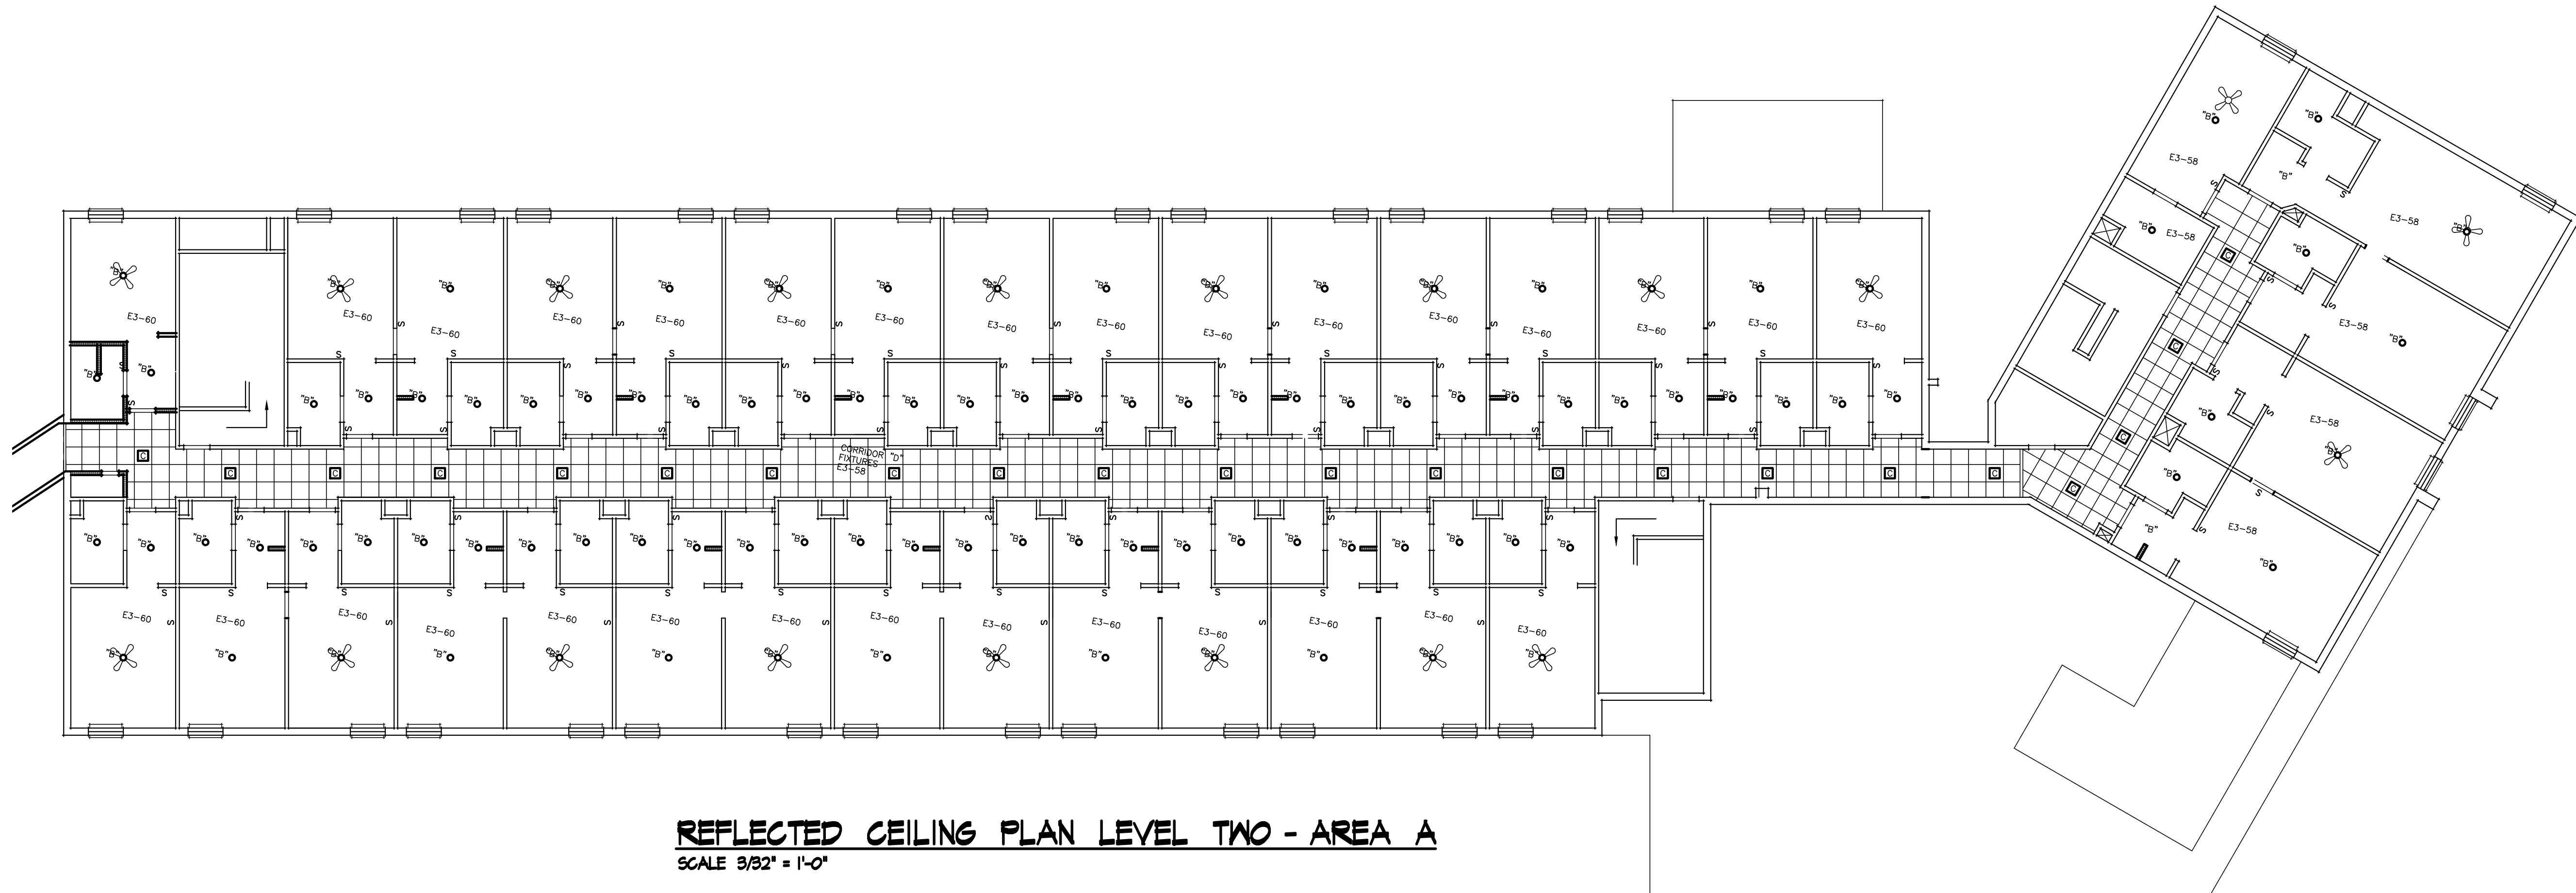 "B"
"B"
E3-58
"B"
S
S
E3-58
"B"
"B"
E3-58
"B"
C
S
S
E3-58
"B"
C
S
"B"
S
E3-58
C
"B"
"B"
C
S
"B"
S
E3-58
"B"
"B" "B" "B" "B" "B" "B" "B" "B" "B" "B" "B" "B" "B" "B" "B" "B"
E3-60 E3-60 E3-60 E3-60 E3-60 E3-60 E3-60 E3-60 E3-60 E3-60 E3-60 E3-60 E3-60 E3-60 E3-60 E3-60
S S S S S S S
S S S S S S S S
S S S S S S S S
"B" "B"
"B" "B" "B" "B" "B" "B" "B" "B" "B" "B" "B" "B" "B" "B" "B" "B" "B" "B" "B" "B" "B" "B" "B" "B" "B" "B" "B" "B" "B" "B"
S
S S S S S S S S S S S S S S S
CORRIDOR "D"
FIXTURES
E3-58
C
C C C C C C C C C C C C C C C C C
S S S S S S S S
"B" "B" "B" "B" "B" "B" "B" "B" "B" "B" "B" "B" "B" "B" "B" "B" "B" "B" "B" "B" "B" "B" "B" "B" "B" "B" "B" "B"
S S S S S S S S S S S S S S
E3-60 E3-60 E3-60 E3-60 E3-60 E3-60 E3-60 E3-60 E3-60 E3-60 E3-60 E3-60 E3-60 E3-60
S S S S S S S
"B" "B" "B" "B" "B" "B" "B" "B" "B" "B" "B" "B" "B" "B"
REFLECTED CEILING PLAN LEVEL TWO - AREA A
SCALE 3/32" = 1'-0"